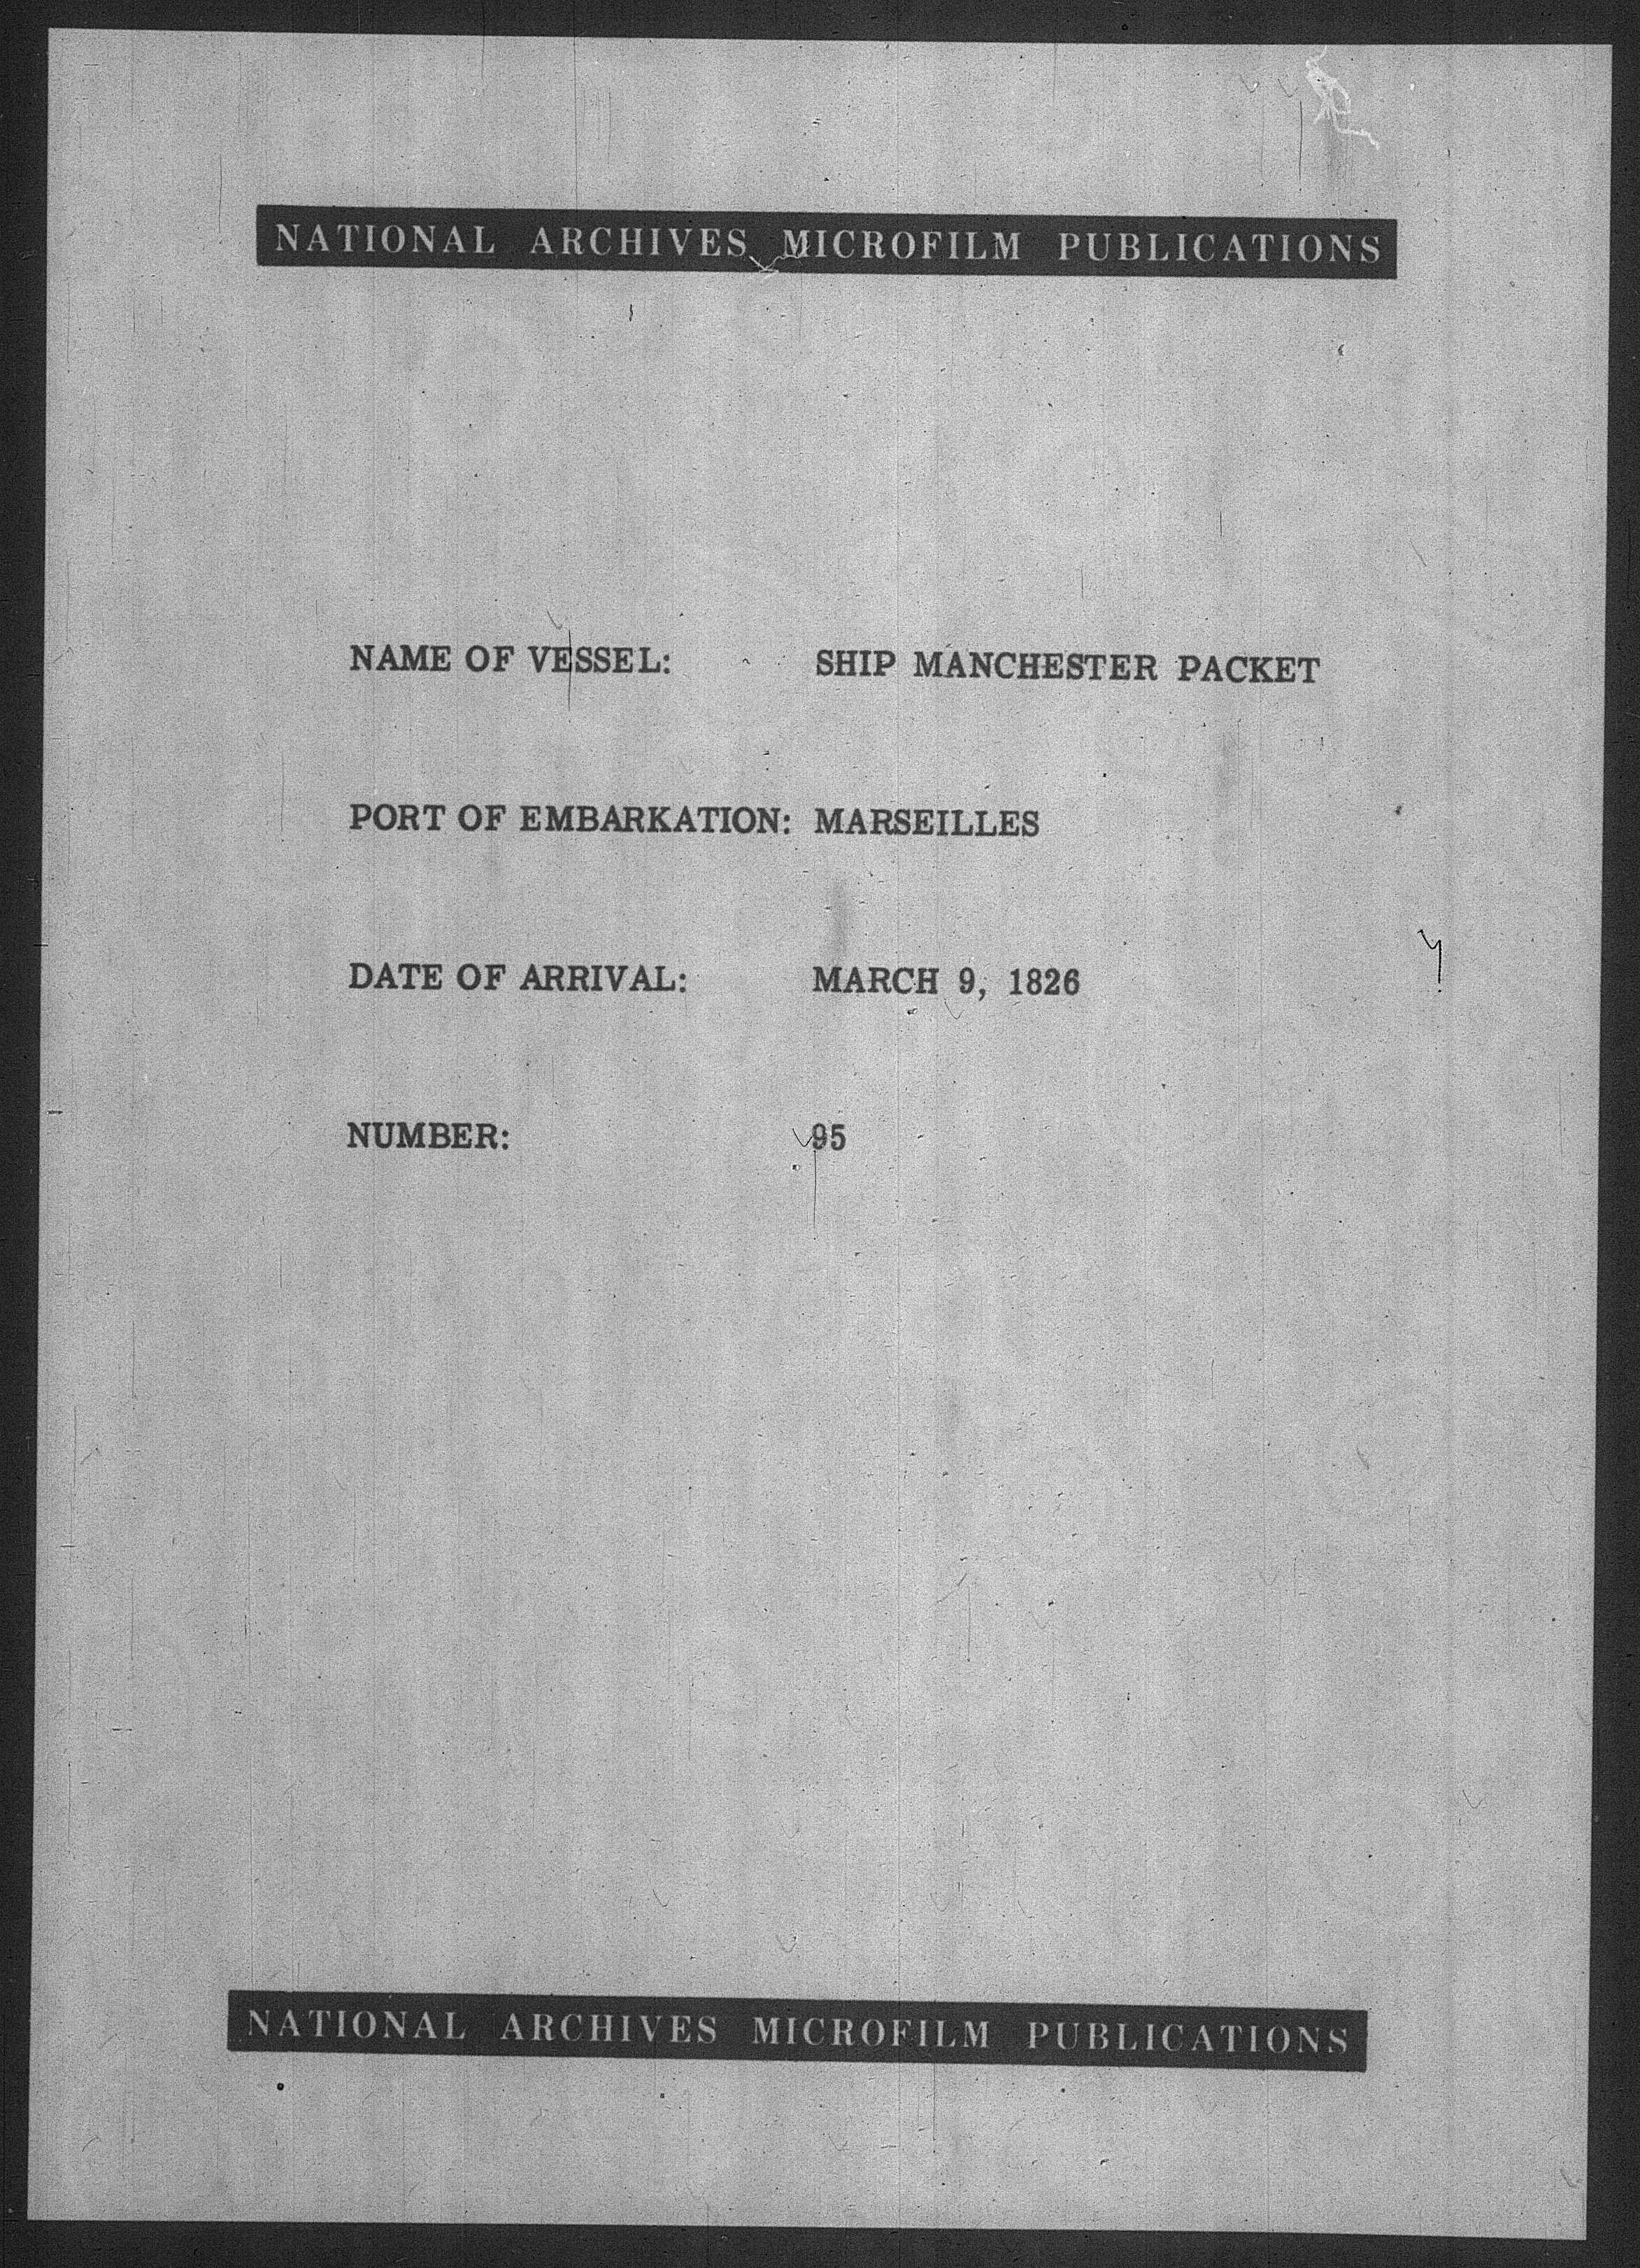 NATIONAL ARCHIVES MICROFILM PUBLICATIONS
NAME OF VESSEL: SHIP MANCHESTER PACKET
PORT OF EMBARKATION: MARSEILLES
DATE OF ARRIVAL: MARCH 9, 1826
NUMBER: 95
NATIONAL ARCHIVES MICROFILM PUBLICATIONS